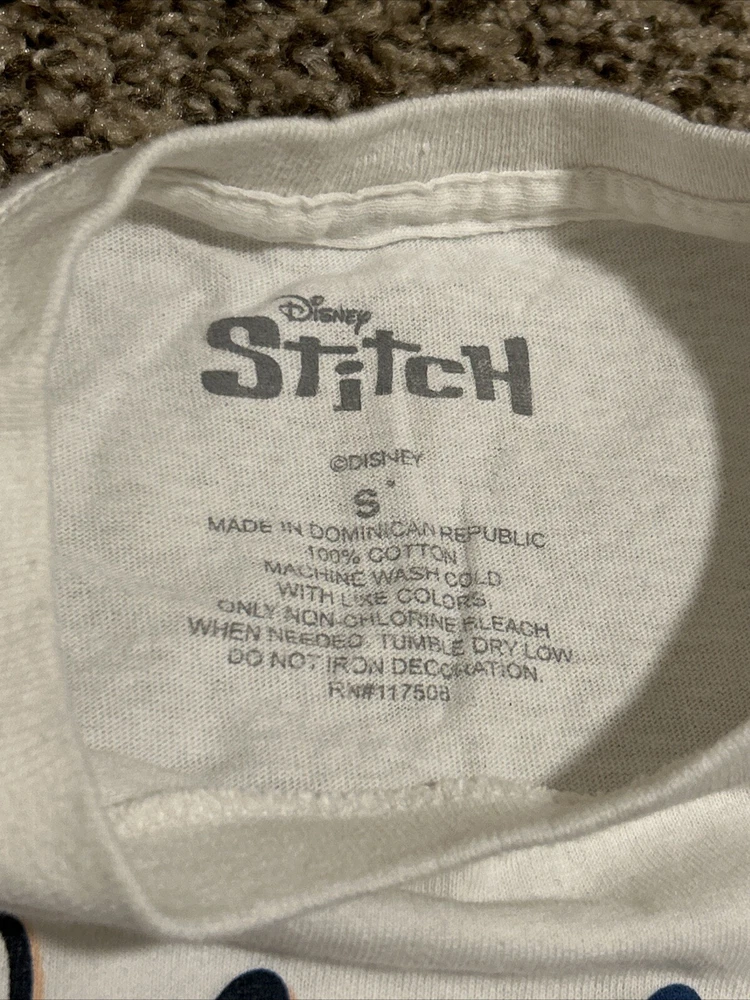 Disney
Stitch
©DISNEY
S
MADE IN DOMINICAN REPUBLIC
100% COTTON
MACHINE WASH COLD
WITH LIKE COLORS,
ONLY NON-CHLORINE BLEACH
WHEN NEEDED, TUMBLE DRY LOW
DO NOT IRON DECORATION.
RN#117508